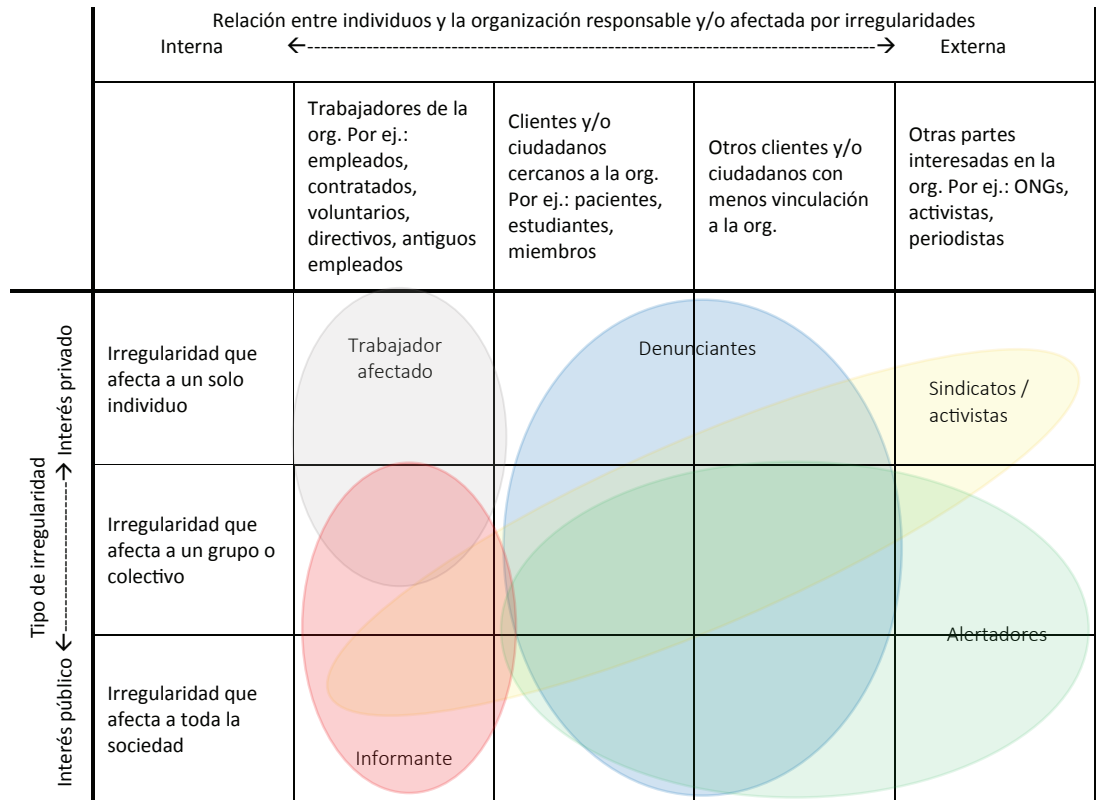 Relación entre individuos y la organización responsable y/o afectada por irregularidades
Interna ←-----------------------------------------------------------------------→ Externa
Trabajadores de la
org. Por ej.:
empleados,
contratados,
voluntarios,
directivos, antiguos
empleados
Clientes y/o
ciudadanos
cercanos a la org.
Por ej.: pacientes,
estudiantes,
miembros
Otros clientes y/o
ciudadanos con
menos vinculación
a la org.
Otras partes
interesadas en la
org. Por ej.: ONGs,
activistas,
periodistas
Tipo de irregularidad
Interés público ←--------------→ Interés privado
Irregularidad que
afecta a un solo
individuo
Irregularidad que
afecta a un grupo o
colectivo
Irregularidad que
afecta a toda la
sociedad
Trabajador
afectado
Denunciantes
Sindicatos /
activistas
Alertadores
Informante